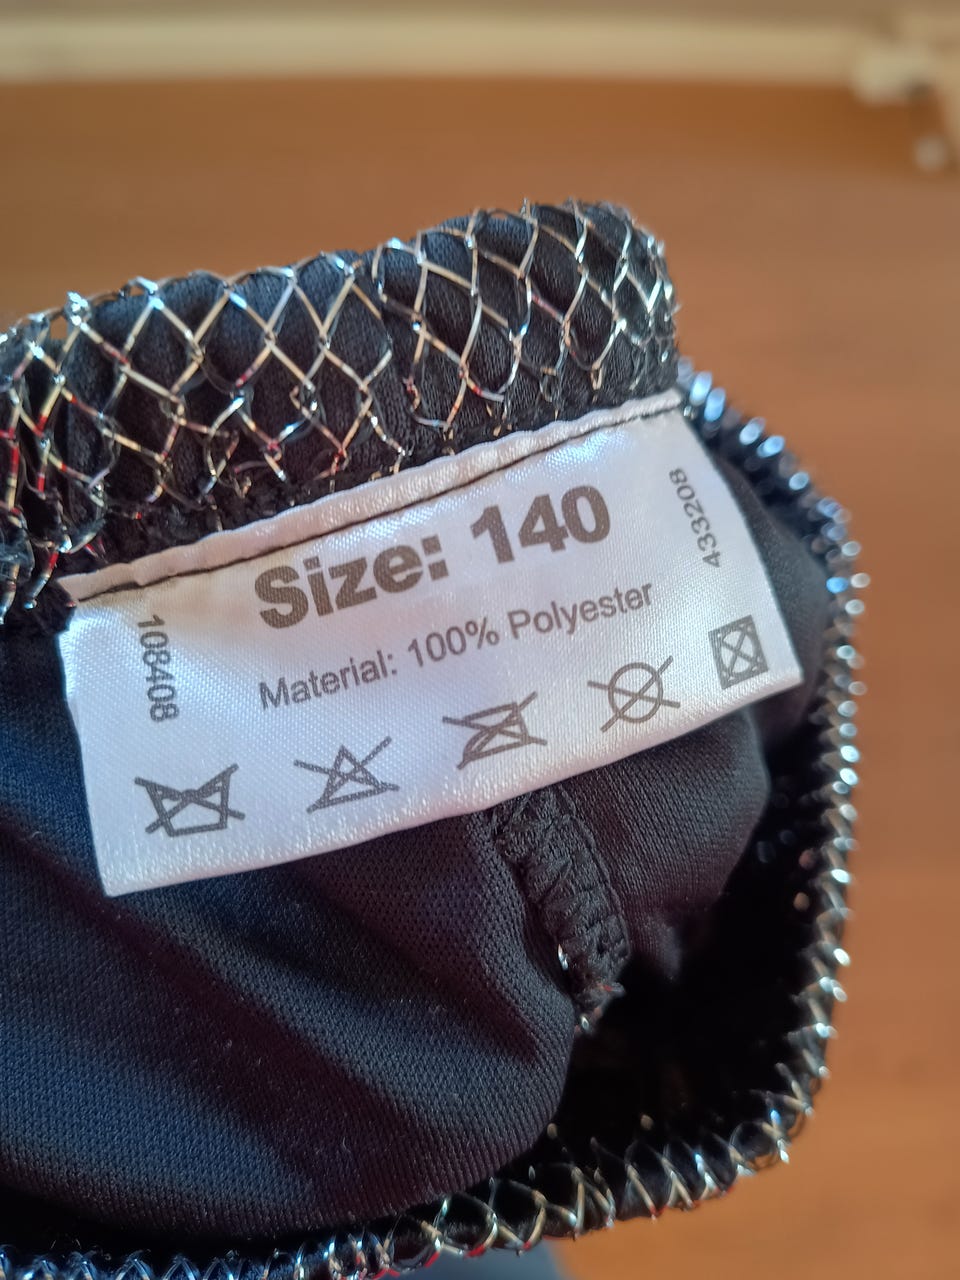 Size: 140
Material: 100% Polyester
108408
433208